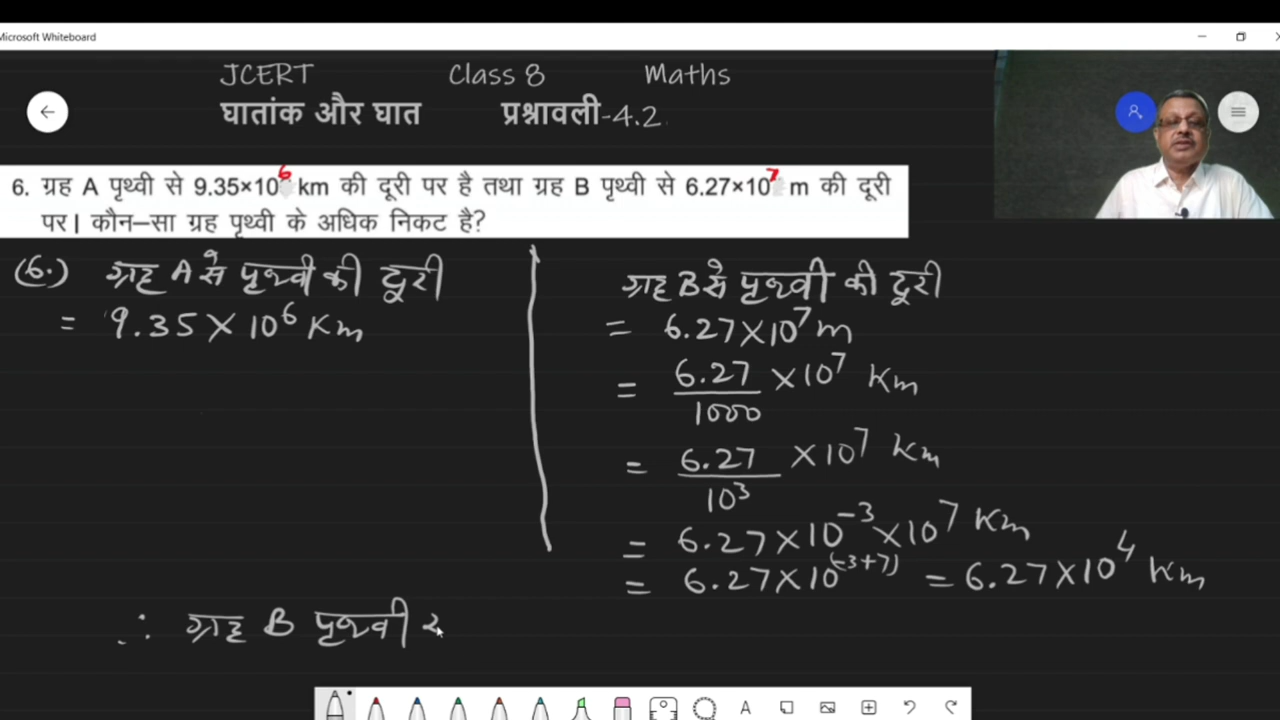 Microsoft Whiteboard
JCERT Class 8 Maths
घातांक और घात प्रश्नावली-4.2
6. ग्रह A पृथ्वी से 9.35×10⁶ km की दूरी पर है तथा ग्रह B पृथ्वी से 6.27×10⁷ m की दूरी
पर| कौन–सा ग्रह पृथ्वी के अधिक निकट है?
(6.) ग्रह A से पृथ्वी की दूरी
= 9.35 × 10⁶ Km
ग्रह B से पृथ्वी की दूरी
= 6.27×10⁷ m
= 6.27/1000 ×10⁷ Km
= 6.27/10³ ×10⁷ Km
= 6.27×10⁻³×10⁷ Km
= 6.27×10⁽⁻³⁺⁷⁾ = 6.27×10⁴ Km
∴ ग्रह B पृथ्वी
A